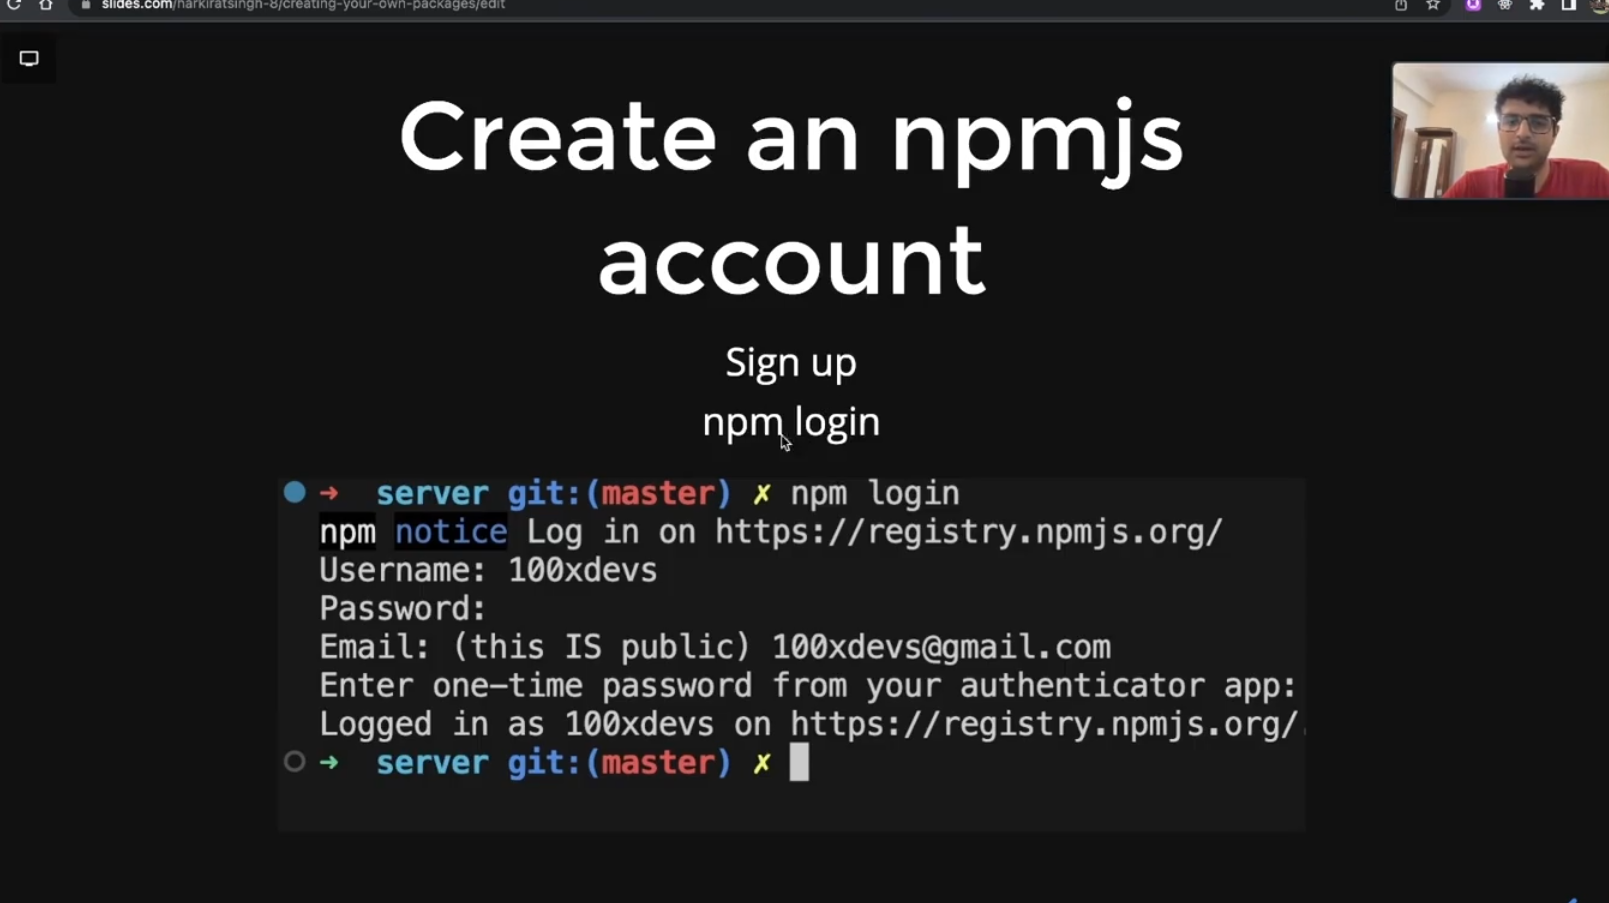 slides.com/narkiratsingh-8/creating-your-own-packages/edit
Create an npmjs
account
Sign up
npm login
➜ server git:(master) ✗ npm login
npm notice Log in on https://registry.npmjs.org/
Username: 100xdevs
Password:
Email: (this IS public) 100xdevs@gmail.com
Enter one-time password from your authenticator app:
Logged in as 100xdevs on https://registry.npmjs.org/.
➜ server git:(master) ✗